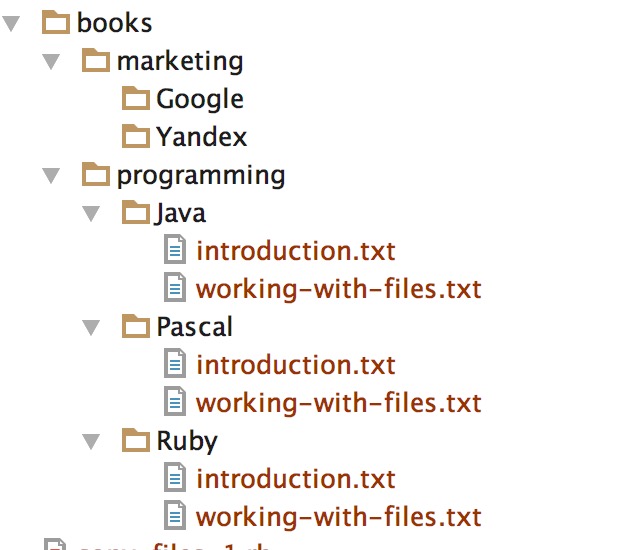 books
marketing
Google
Yandex
programming
Java
introduction.txt
working-with-files.txt
Pascal
introduction.txt
working-with-files.txt
Ruby
introduction.txt
working-with-files.txt